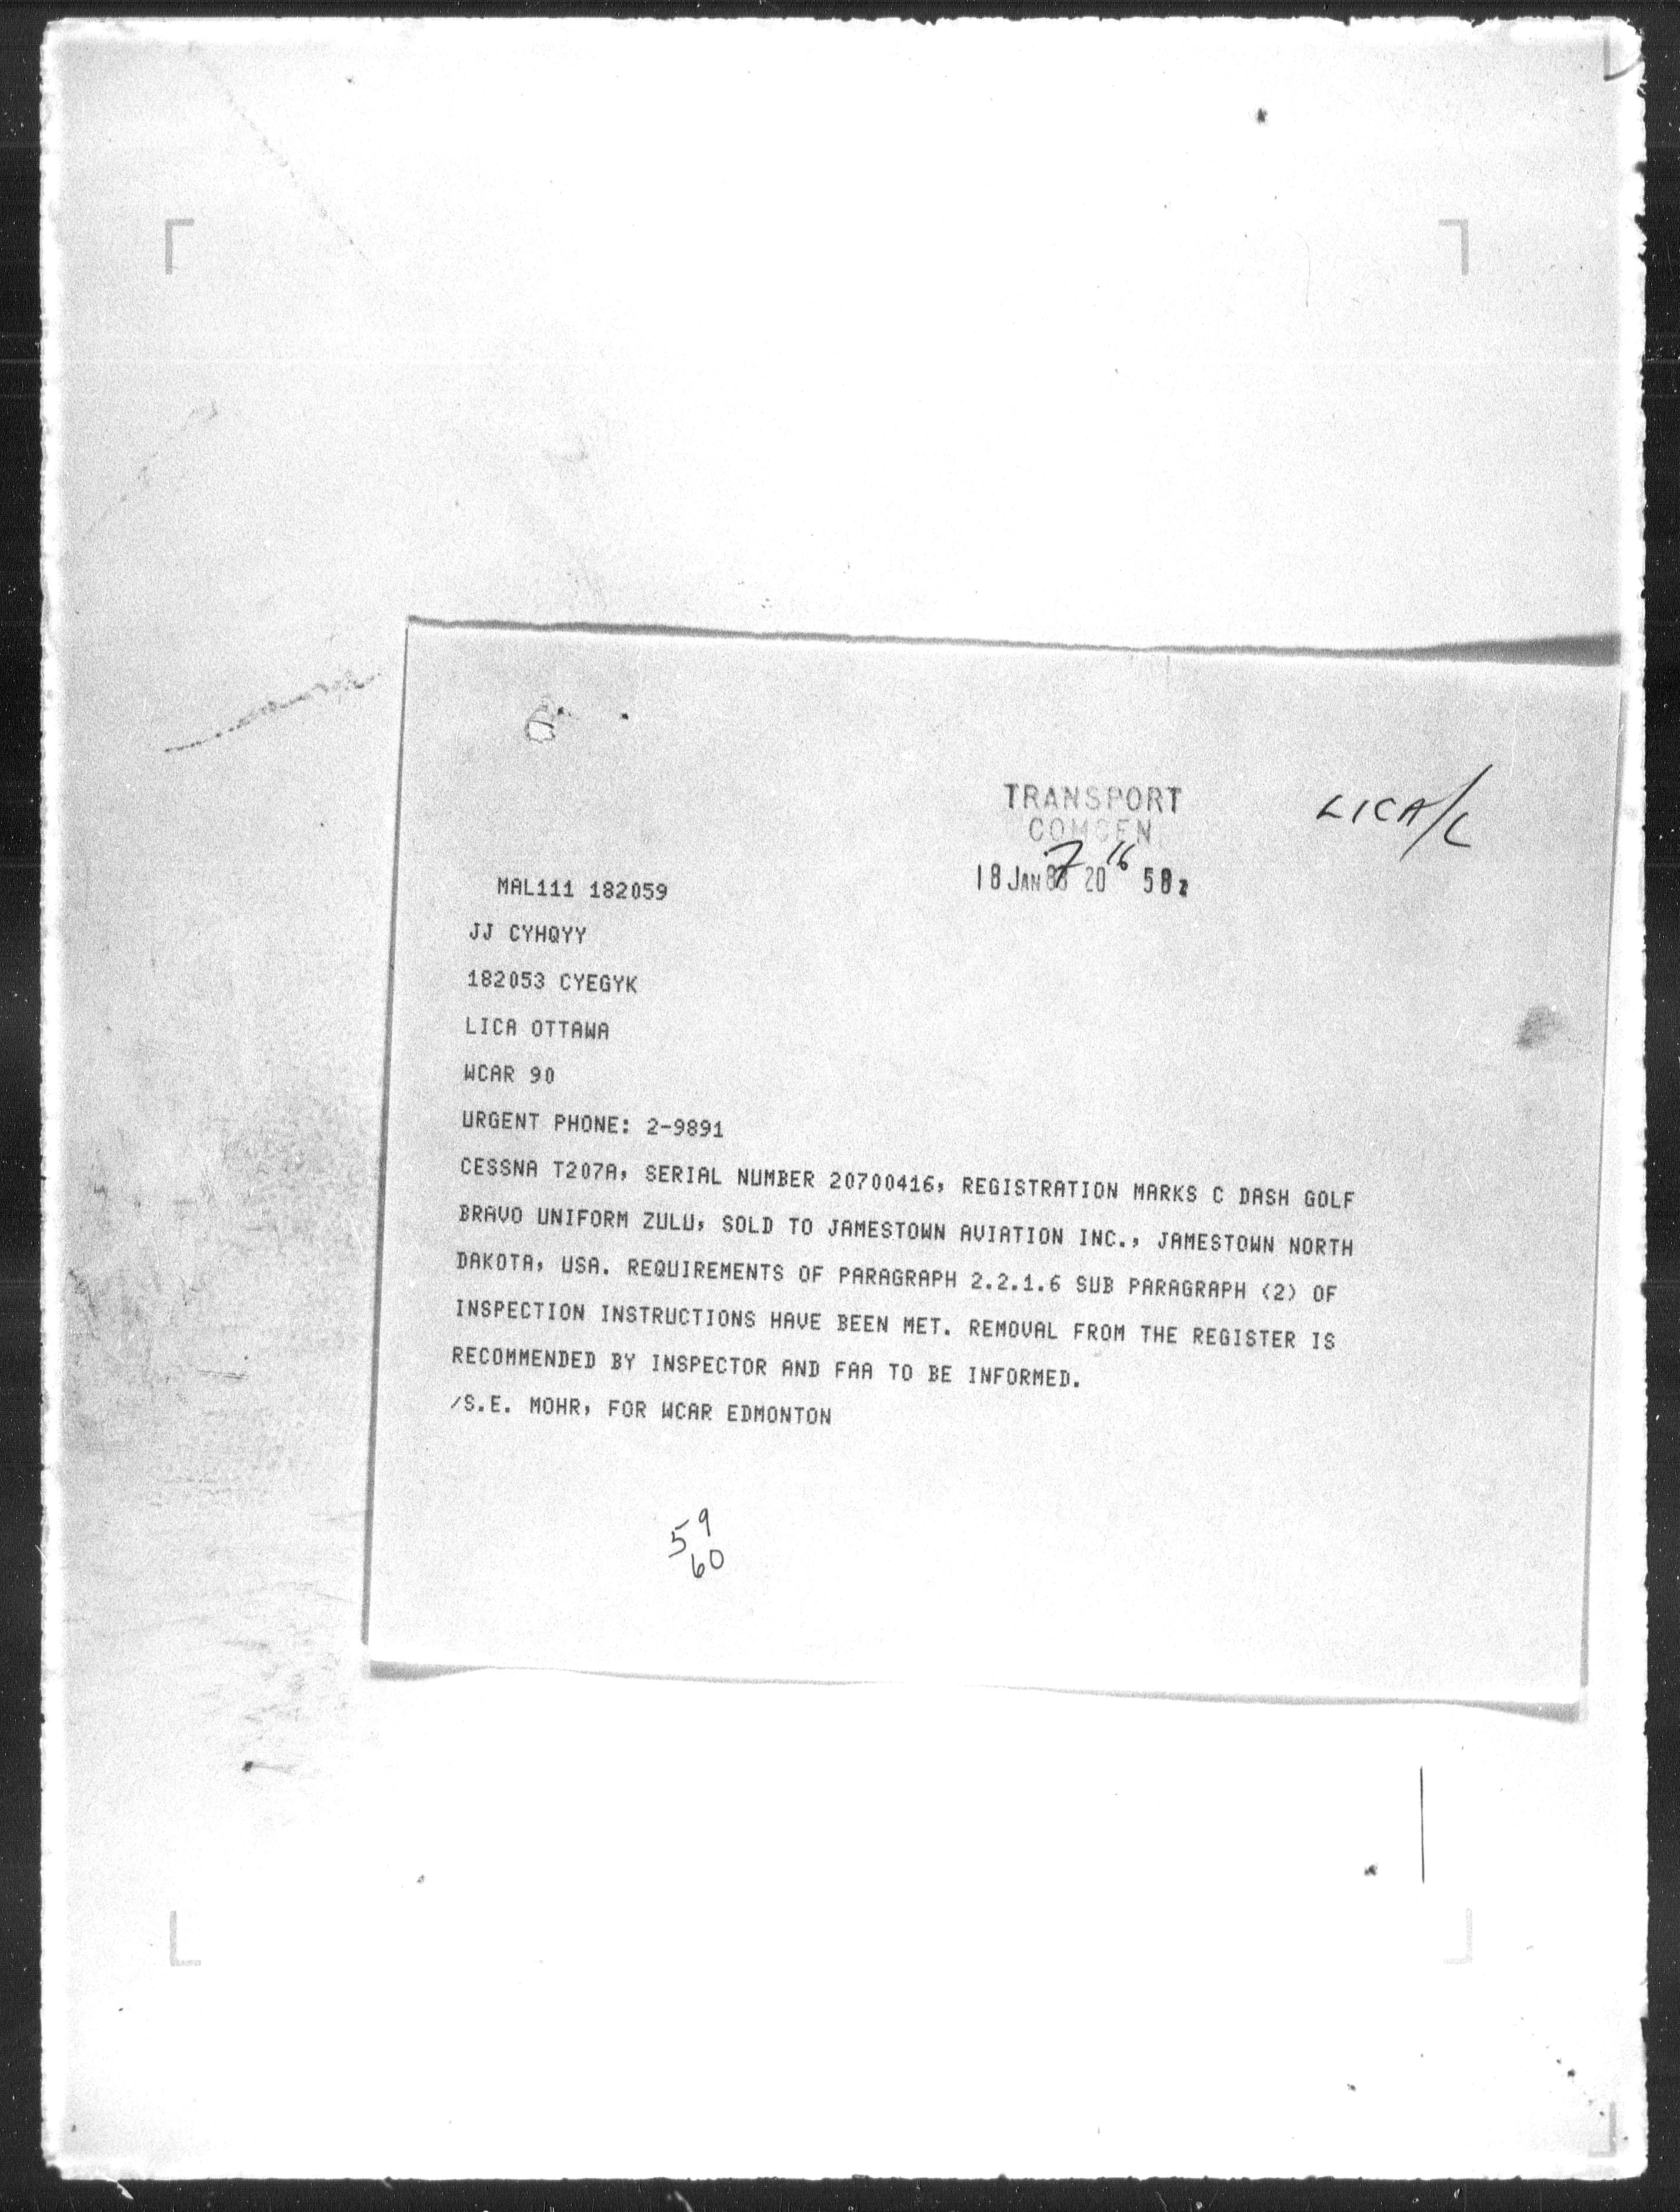 TRANSPORT
COMCEN
LICA/C
18 JAN 20 58z
7 16
MAL111 182059
JJ CYHQYY
182053 CYEGYK
LICA OTTAWA
WCAR 90
URGENT PHONE: 2-9891
CESSNA T207A, SERIAL NUMBER 20700416, REGISTRATION MARKS C DASH GOLF
BRAVO UNIFORM ZULU, SOLD TO JAMESTOWN AVIATION INC., JAMESTOWN NORTH
DAKOTA, USA. REQUIREMENTS OF PARAGRAPH 2.2.1.6 SUB PARAGRAPH (2) OF
INSPECTION INSTRUCTIONS HAVE BEEN MET. REMOVAL FROM THE REGISTER IS
RECOMMENDED BY INSPECTOR AND FAA TO BE INFORMED.
/S.E. MOHR, FOR WCAR EDMONTON
59
60